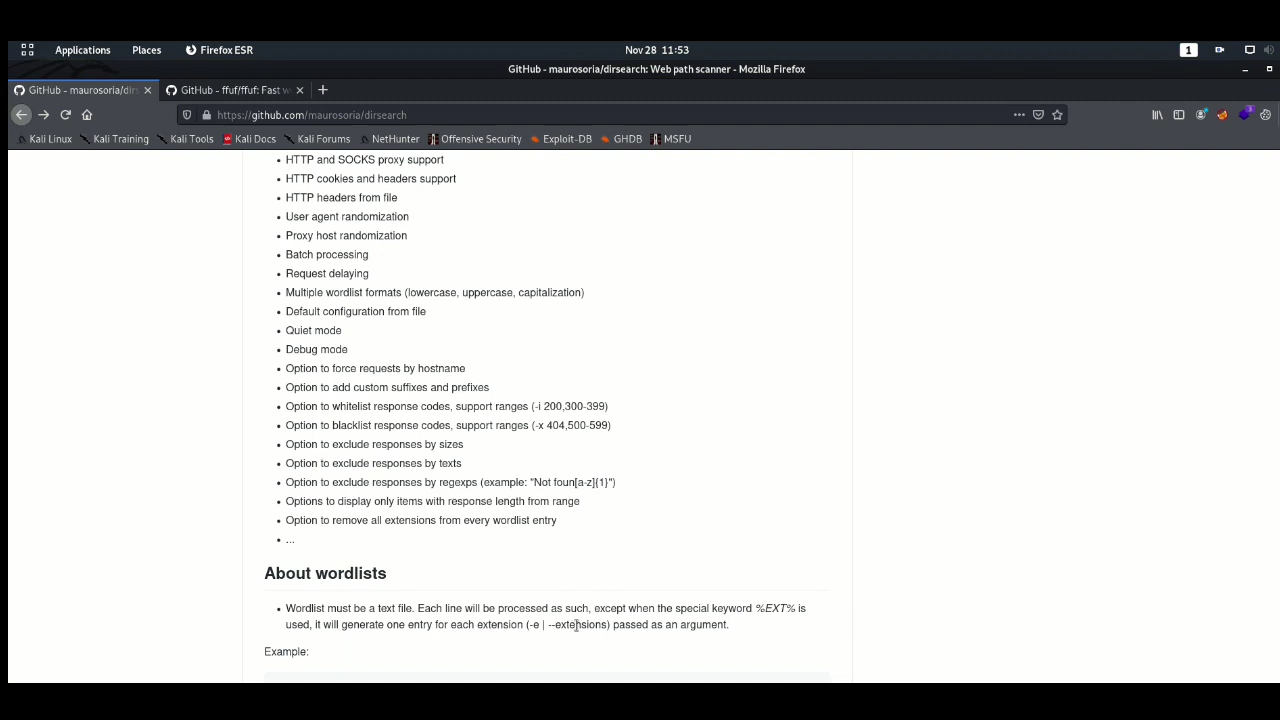 Applications Places Firefox ESR Nov 28 11:53 1
GitHub - maurosoria/dirsearch: Web path scanner - Mozilla Firefox
GitHub - maurosoria/dirs GitHub - ffuf/ffuf: Fast w
https://github.com/maurosoria/dirsearch
Kali Linux Kali Training Kali Tools Kali Docs Kali Forums NetHunter Offensive Security Exploit-DB GHDB MSFU
• HTTP and SOCKS proxy support
• HTTP cookies and headers support
• HTTP headers from file
• User agent randomization
• Proxy host randomization
• Batch processing
• Request delaying
• Multiple wordlist formats (lowercase, uppercase, capitalization)
• Default configuration from file
• Quiet mode
• Debug mode
• Option to force requests by hostname
• Option to add custom suffixes and prefixes
• Option to whitelist response codes, support ranges (-i 200,300-399)
• Option to blacklist response codes, support ranges (-x 404,500-599)
• Option to exclude responses by sizes
• Option to exclude responses by texts
• Option to exclude responses by regexps (example: "Not foun[a-z]{1}")
• Options to display only items with response length from range
• Option to remove all extensions from every wordlist entry
• ...
About wordlists
• Wordlist must be a text file. Each line will be processed as such, except when the special keyword %EXT% is
used, it will generate one entry for each extension (-e | --extensions) passed as an argument.
Example: